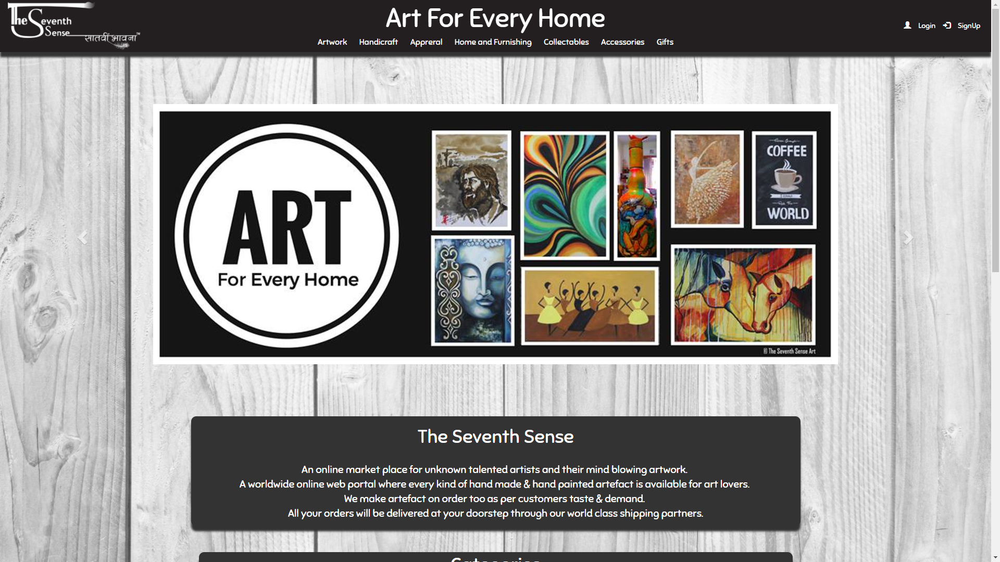 The Seventh
Sense
सातवीं भावना™
Art For Every Home
Artwork Handicraft Appreral Home and Furnishing Collectables Accessories Gifts
Login SignUp
ART
For Every Home
COFFEE
WORLD
© The Seventh Sense Art
The Seventh Sense
An online market place for unknown talented artists and their mind blowing artwork.
A worldwide online web portal where every kind of hand made & hand painted artefact is available for art lovers.
We make artefact on order too as per customers taste & demand.
All your orders will be delivered at your doorstep through our world class shipping partners.
Categories